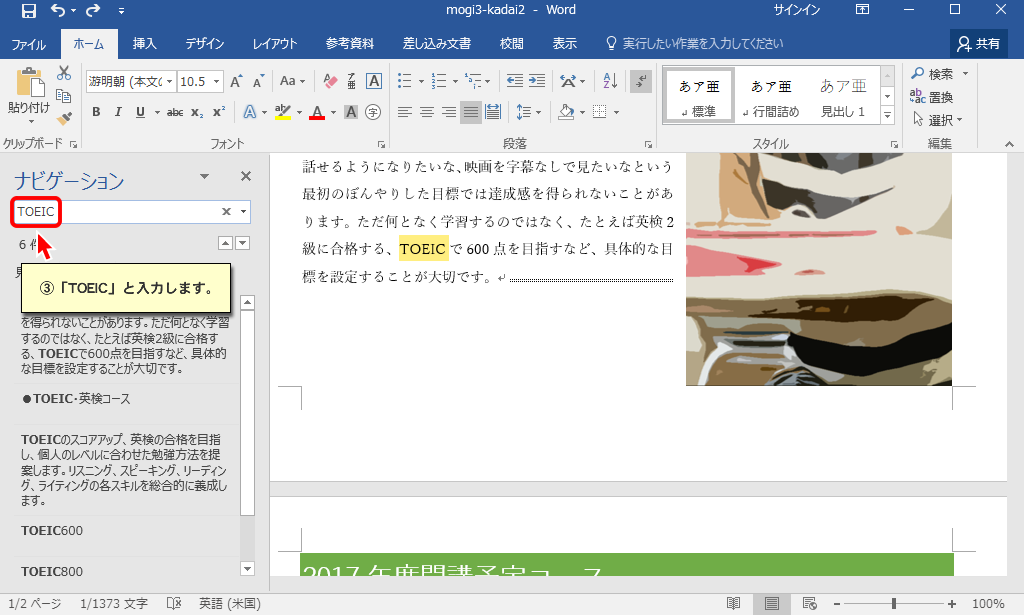 mogi3-kadai2 - Word
サインイン
ファイル ホーム 挿入 デザイン レイアウト 参考資料 差し込み文書 校閲 表示 実行したい作業を入力してください 共有
貼り付け
游明朝 (本文の 10.5
標準
行間詰め
見出し 1
検索
置換
選択
クリップボード フォント 段落 スタイル 編集
ナビゲーション
TOEIC
6 件
③「TOEIC」と入力します。
を得られないことがあります。ただ何となく学習
するのではなく、たとえば英検2級に合格す
る、TOEICで600点を目指すなど、具体的
な目標を設定することが大切です。
●TOEIC・英検コース
TOEICのスコアアップ、英検の合格を目指
し、個人のレベルに合わせた勉強方法を提
案します。リスニング、スピーキング、リーディン
グ、ライティングの各スキルを総合的に養成し
ます。
TOEIC600
TOEIC800
話せるようになりたいな、映画を字幕なしで見たいなという
最初のぼんやりした目標では達成感を得られないことがあ
ります。ただ何となく学習するのではなく、たとえば英検 2
級に合格する、TOEIC で 600 点を目指すなど、具体的な目
標を設定することが大切です。
2017 年度開講予定コース
1/2 ページ 1/1373 文字 英語 (米国)
100%